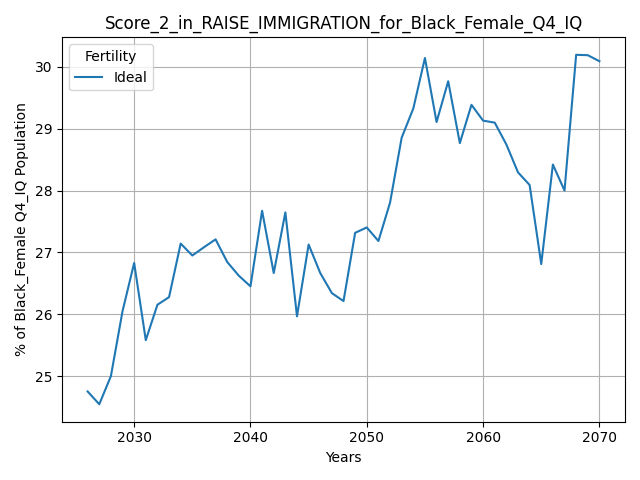 Score_2_in_RAISE_IMMIGRATION_for_Black_Female_Q4_IQ
Fertility
Ideal
% of Black_Female Q4_IQ Population
30
29
28
27
26
25
2030
2040
2050
2060
2070
Years